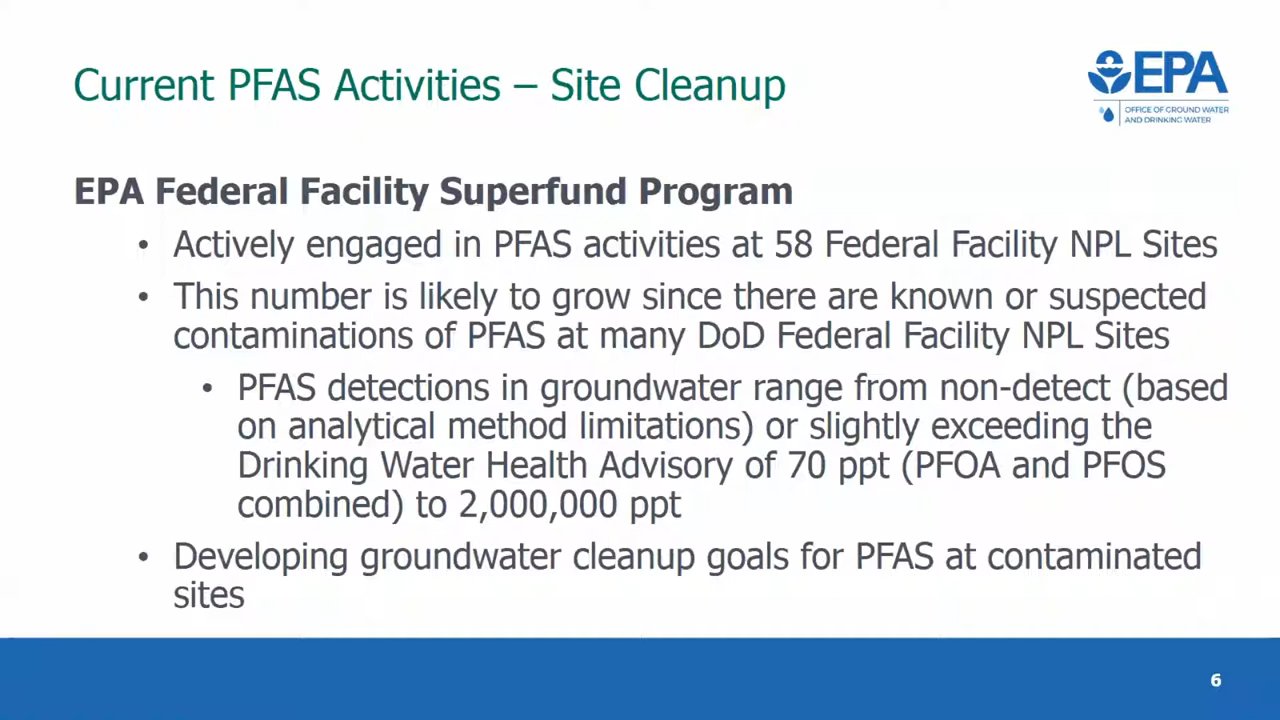 Current PFAS Activities – Site Cleanup
EPA
OFFICE OF GROUND WATER
AND DRINKING WATER
EPA Federal Facility Superfund Program
• Actively engaged in PFAS activities at 58 Federal Facility NPL Sites
• This number is likely to grow since there are known or suspected
contaminations of PFAS at many DoD Federal Facility NPL Sites
• PFAS detections in groundwater range from non-detect (based
on analytical method limitations) or slightly exceeding the
Drinking Water Health Advisory of 70 ppt (PFOA and PFOS
combined) to 2,000,000 ppt
• Developing groundwater cleanup goals for PFAS at contaminated
sites
6